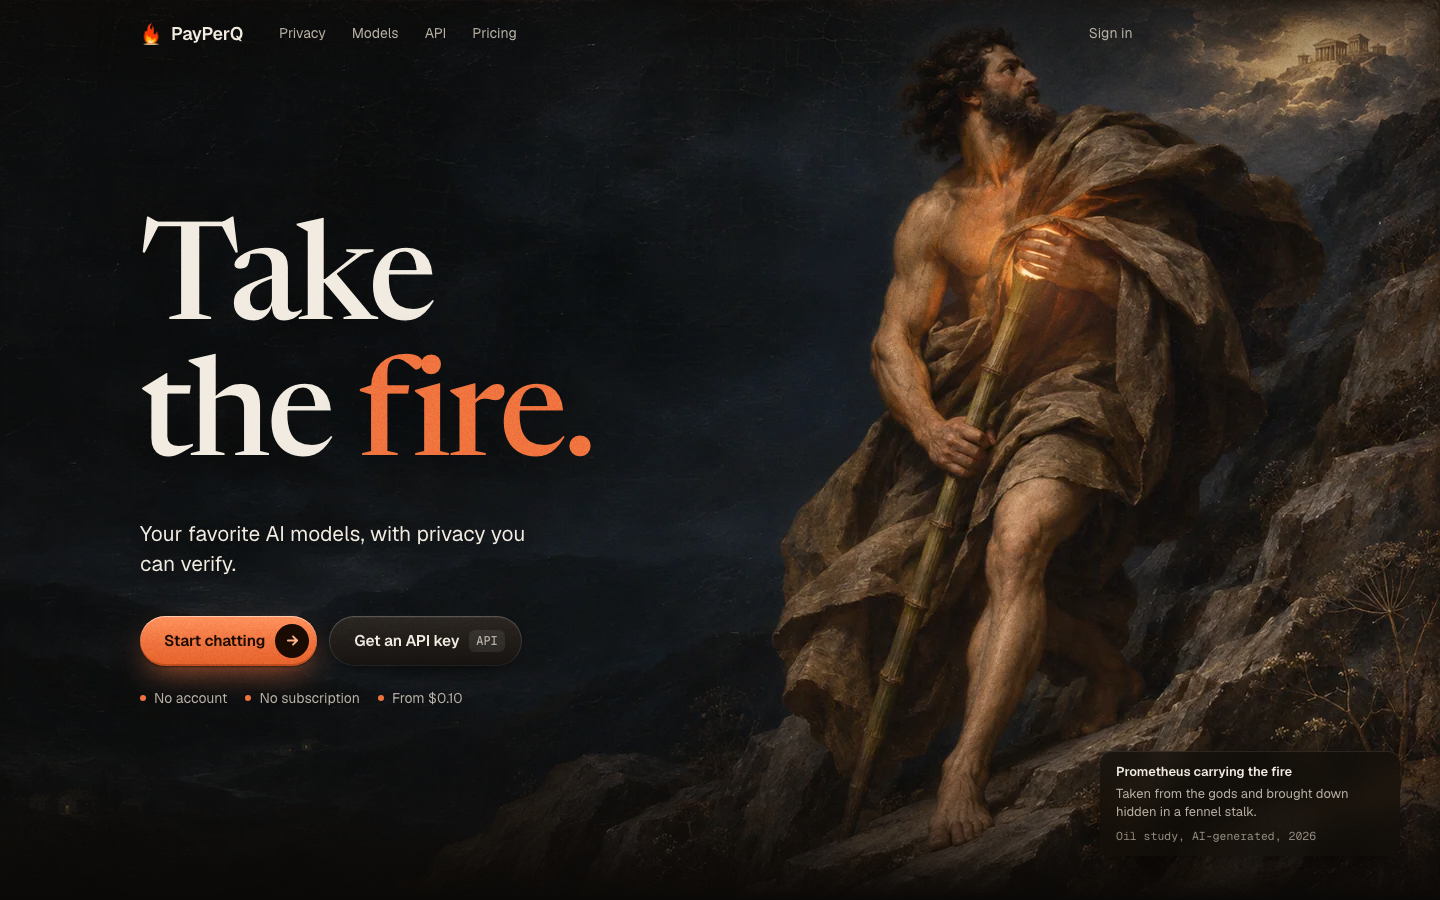 PayPerQ
Privacy
Models
API
Pricing
Sign in
Take
the fire.
Your favorite AI models, with privacy you
can verify.
Start chatting
Get an API key
API
No account
No subscription
From $0.10
Prometheus carrying the fire
Taken from the gods and brought down
hidden in a fennel stalk.
Oil study, AI-generated, 2026